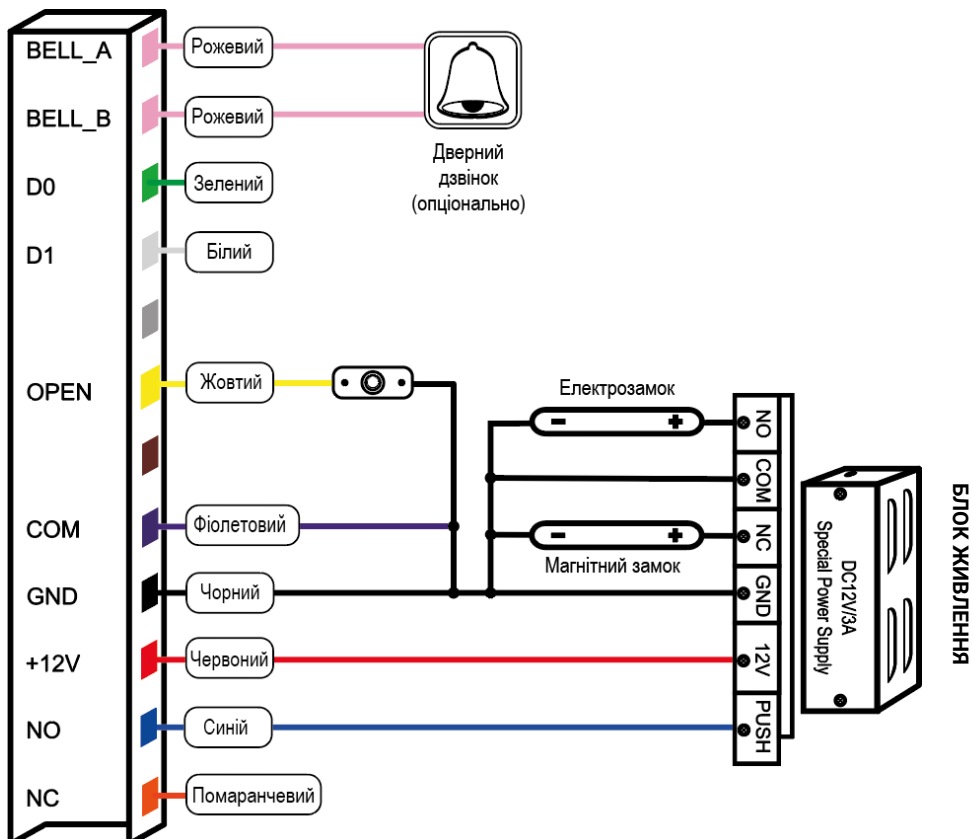 BELL_A
Рожевий
BELL_B
Рожевий
Дверний
дзвінок
(опціонально)
D0
Зелений
D1
Білий
OPEN
Жовтий
Електрозамок
NO
COM
COM
Фіолетовий
Магнітний замок
NC
GND
Чорний
GND
+12V
Червоний
12V
NO
Синій
PUSH
NC
Помаранчевий
DC12V/3A
Special Power Supply
БЛОК ЖИВЛЕННЯ